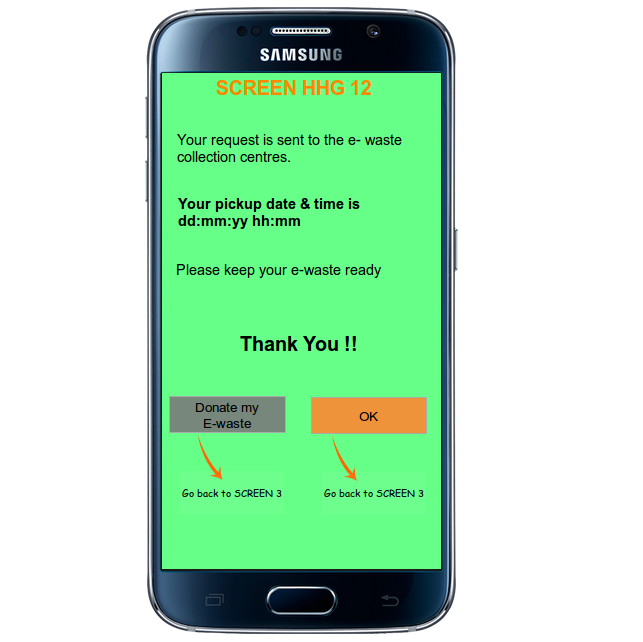 SAMSUNG
SCREEN HHG 12
Your request is sent to the e- waste
collection centres.
Your pickup date & time is
dd:mm:yy hh:mm
Please keep your e-waste ready
Thank You !!
Donate my
E-waste
OK
Go back to SCREEN 3
Go back to SCREEN 3